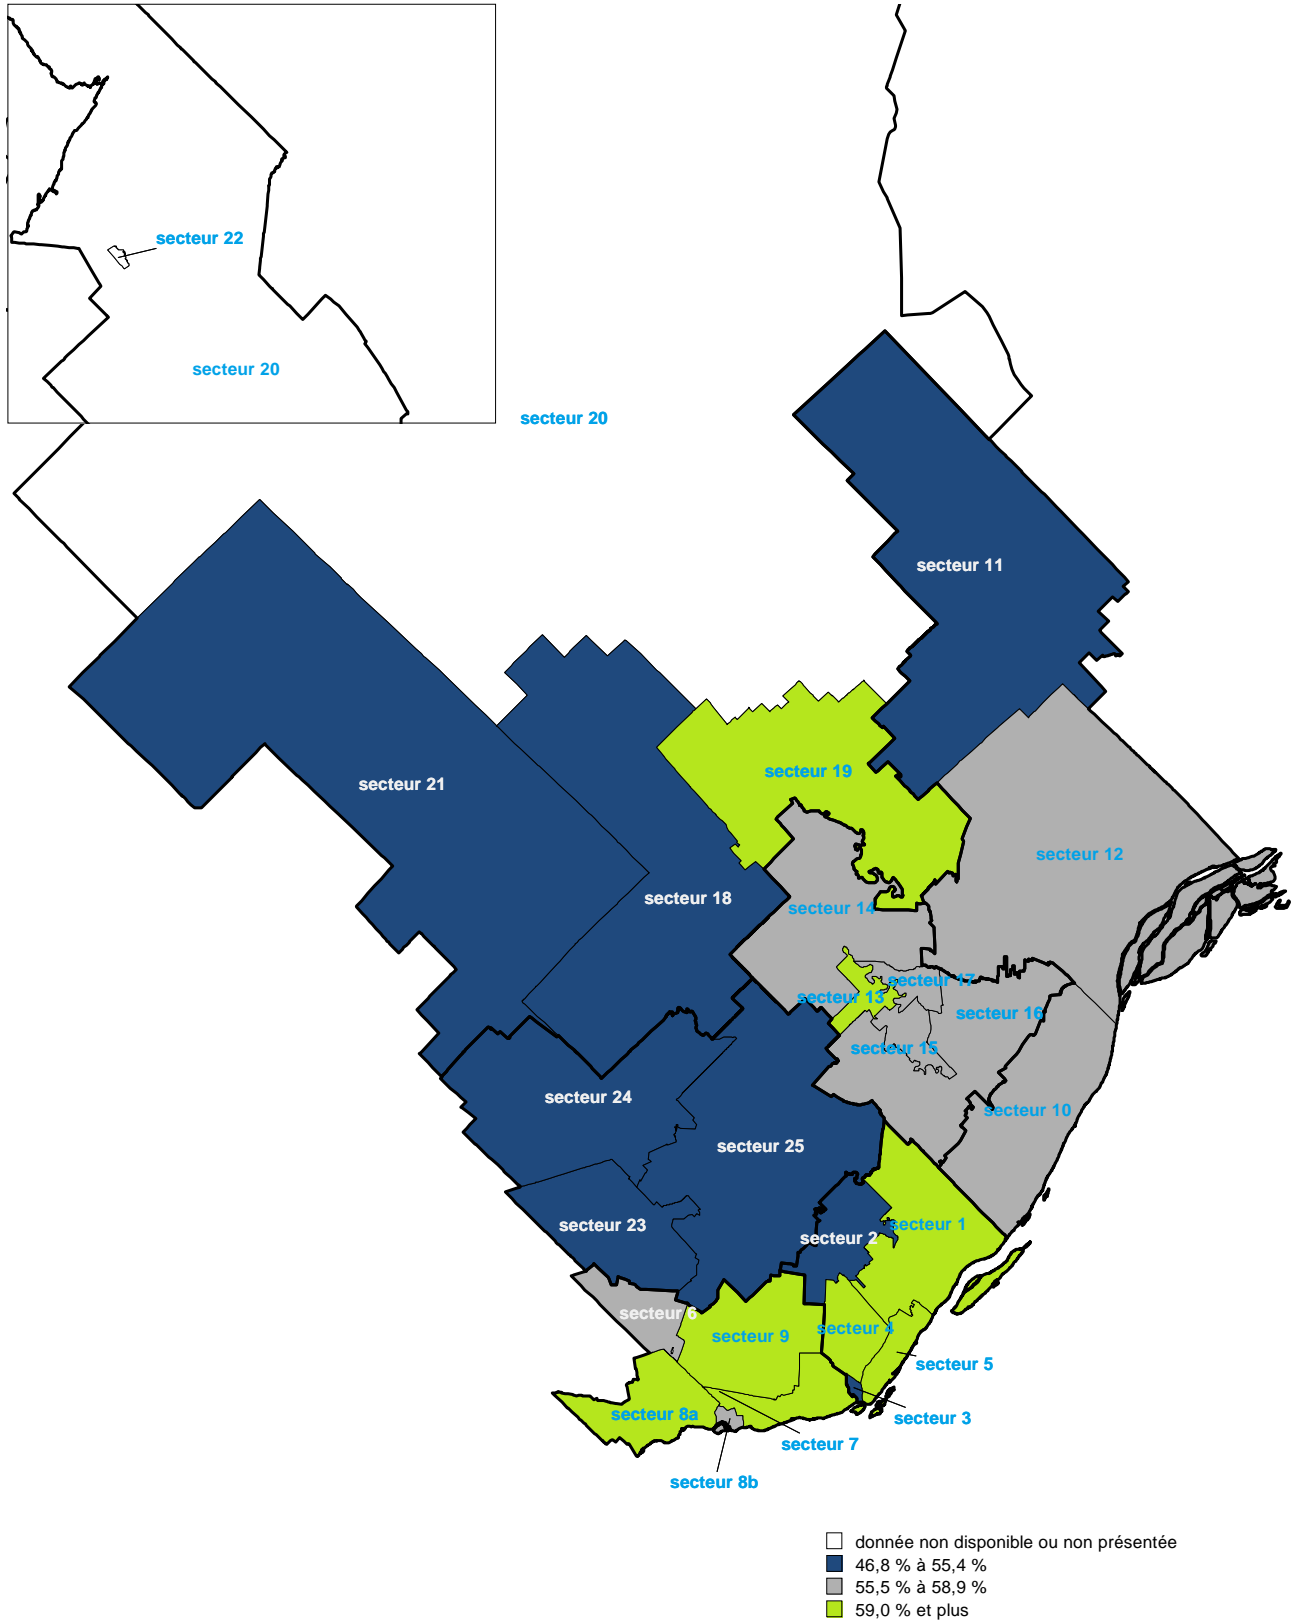 secteur 22
secteur 20
secteur 20
secteur 11
secteur 19
secteur 21
secteur 12
secteur 18
secteur 14
secteur 17
secteur 13
secteur 16
secteur 15
secteur 24
secteur 10
secteur 25
secteur 23
secteur 1
secteur 2
secteur 6
secteur 4
secteur 9
secteur 5
secteur 8a
secteur 3
secteur 7
secteur 8b
donnée non disponible ou non présentée
46,8 % à 55,4 %
55,5 % à 58,9 %
59,0 % et plus